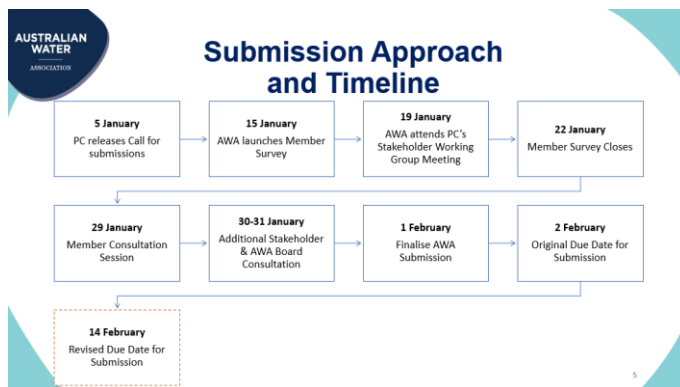 AUSTRALIAN
WATER
ASSOCIATION
Submission Approach
and Timeline
5 January
PC releases Call for
submissions
15 January
AWA launches Member
Survey
19 January
AWA attends PC's
Stakeholder Working
Group Meeting
22 January
Member Survey Closes
29 January
Member Consultation
Session
30-31 January
Additional Stakeholder
& AWA Board
Consultation
1 February
Finalise AWA
Submission
2 February
Original Due Date for
Submission
14 February
Revised Due Date for
Submission
5